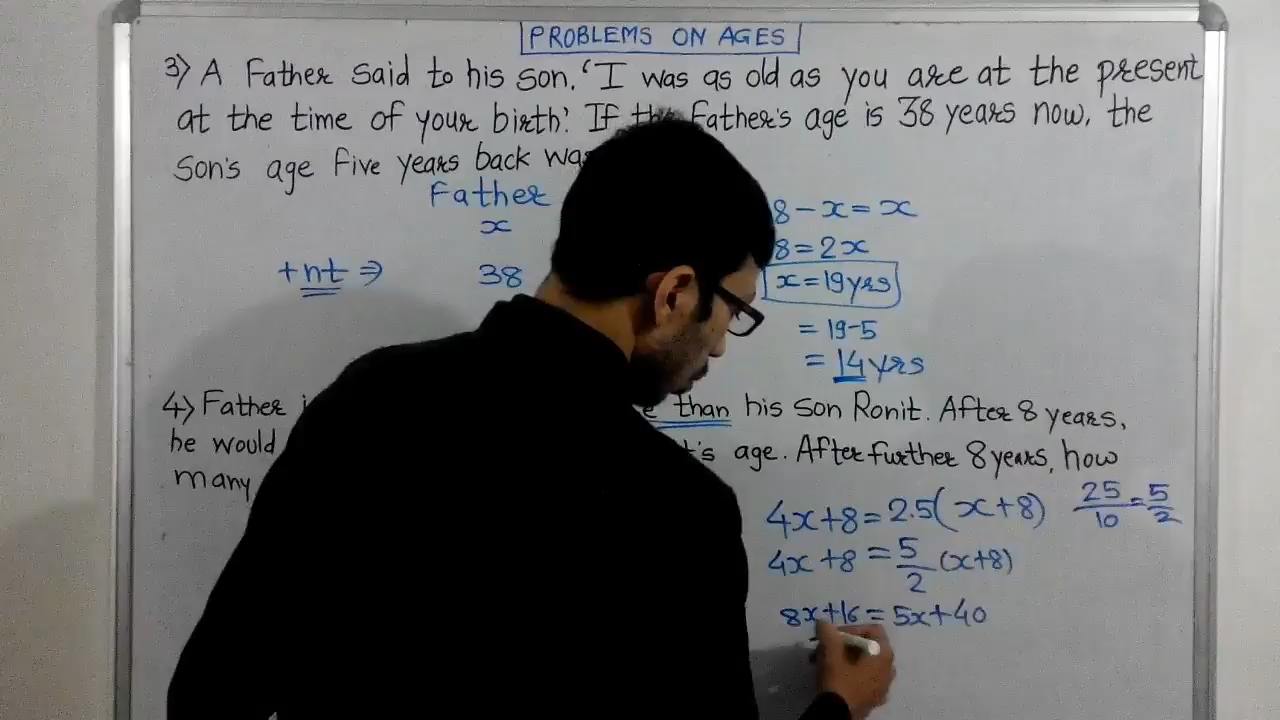 PROBLEMS ON AGES
3) A Father said to his son, 'I was as old as you are at the present
at the time of your birth'. If the Father's age is 38 years now, the
Son's age five years back was
Father
x
8 - x = x
8 = 2x
+nt ⇒ 38
x = 19yrs
= 19-5
= 14yrs
4) Father than his son Ronit. After 8 years,
he would 's age. After further 8 years, how
many
4x+8 = 2.5(x+8) 25/10 = 5/2
4x+8 = 5/2 (x+8)
8x+16 = 5x+40